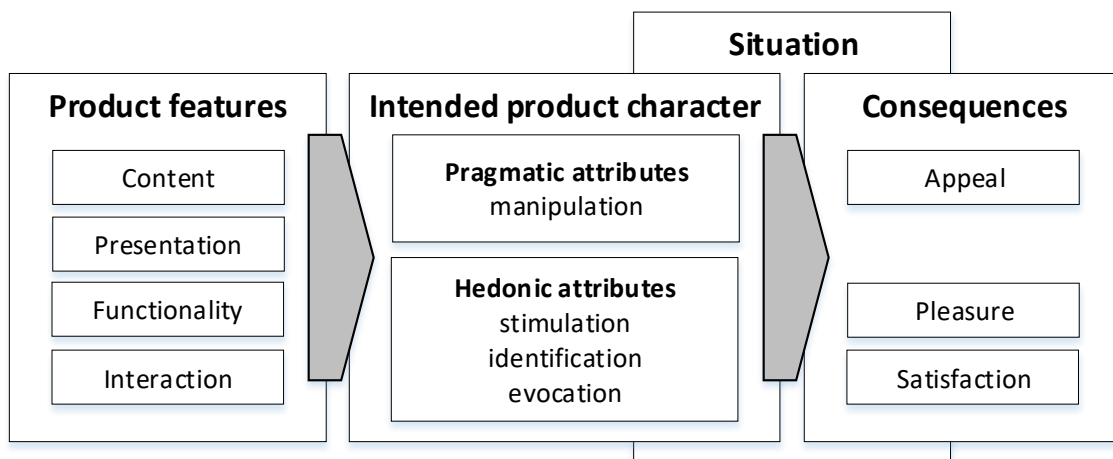 Situation
Product features
Content
Presentation
Functionality
Interaction
Intended product character
Pragmatic attributes
manipulation
Hedonic attributes
stimulation
identification
evocation
Consequences
Appeal
Pleasure
Satisfaction